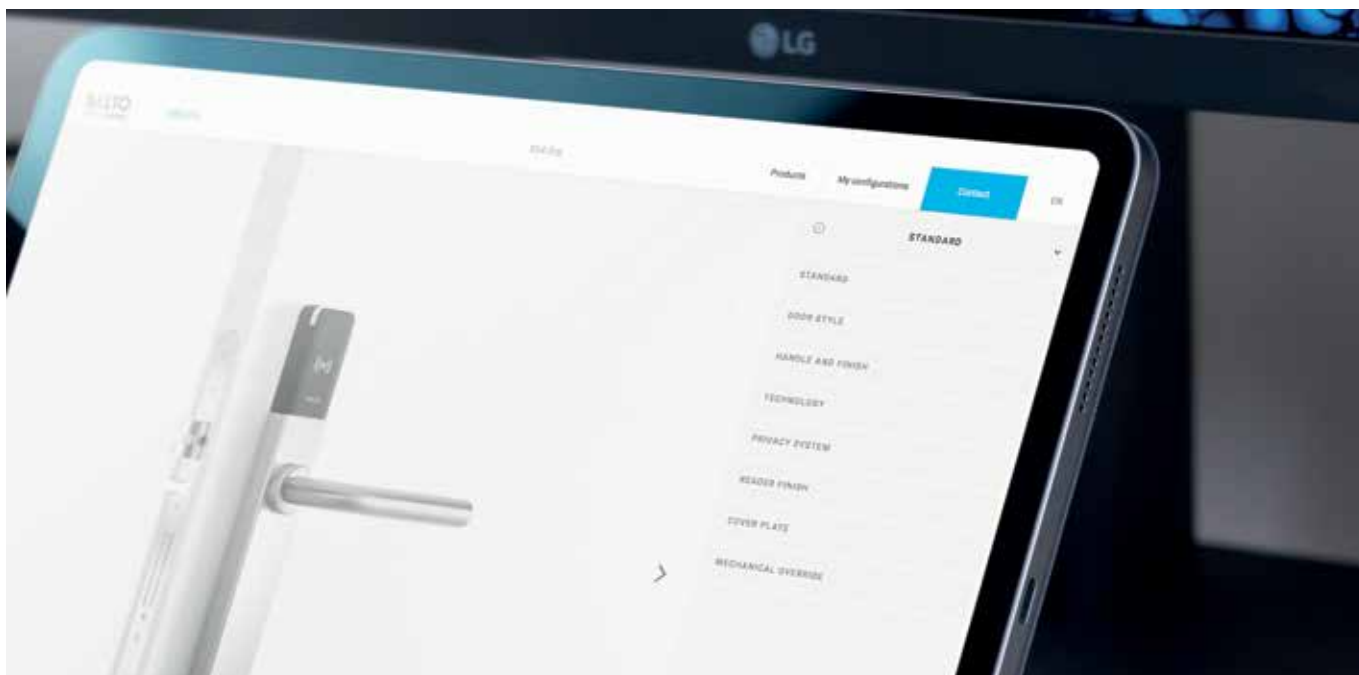 LG
SALTO
Products
My configurations
Contact
EN
STANDARD
STANDARD
DOOR STYLE
HANDLE AND FINISH
TECHNOLOGY
PRIVACY SYSTEM
READER FINISH
COVER PLATE
MECHANICAL OVERRIDE